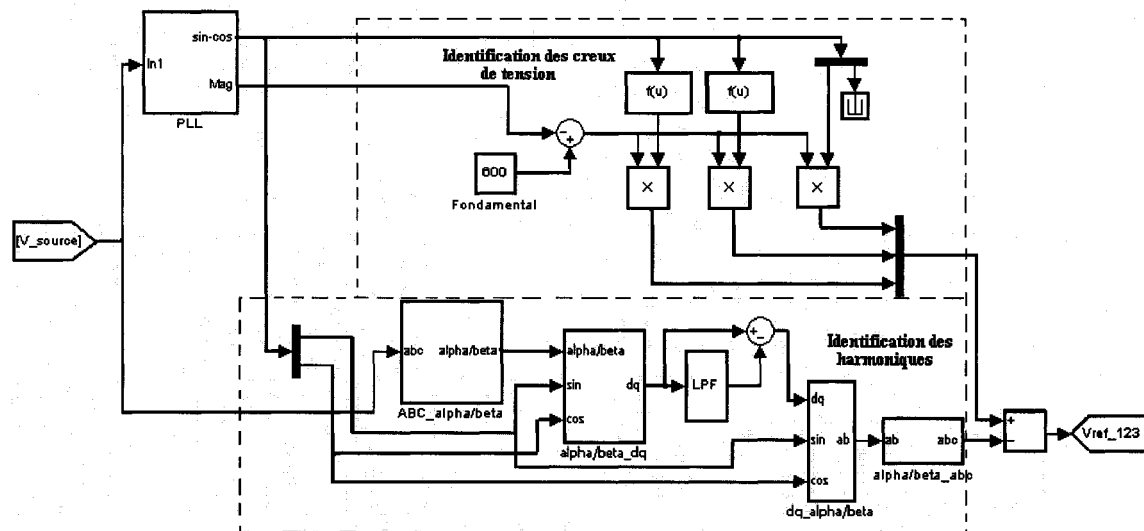 sin-cos
In1
Mag
PLL
Identification des creux
de tension
f(u)
f(u)
-
+
600
Fondamental
×
×
×
[V_source]
abc
alpha/beta
ABC_alpha/beta
alpha/beta
sin
cos
dq
alpha/beta_dq
LPF
+
-
Identification des
harmoniques
dq
sin
cos
ab
dq_alpha/beta
ab
abc
alpha/beta_abc
+
-
Vref_123